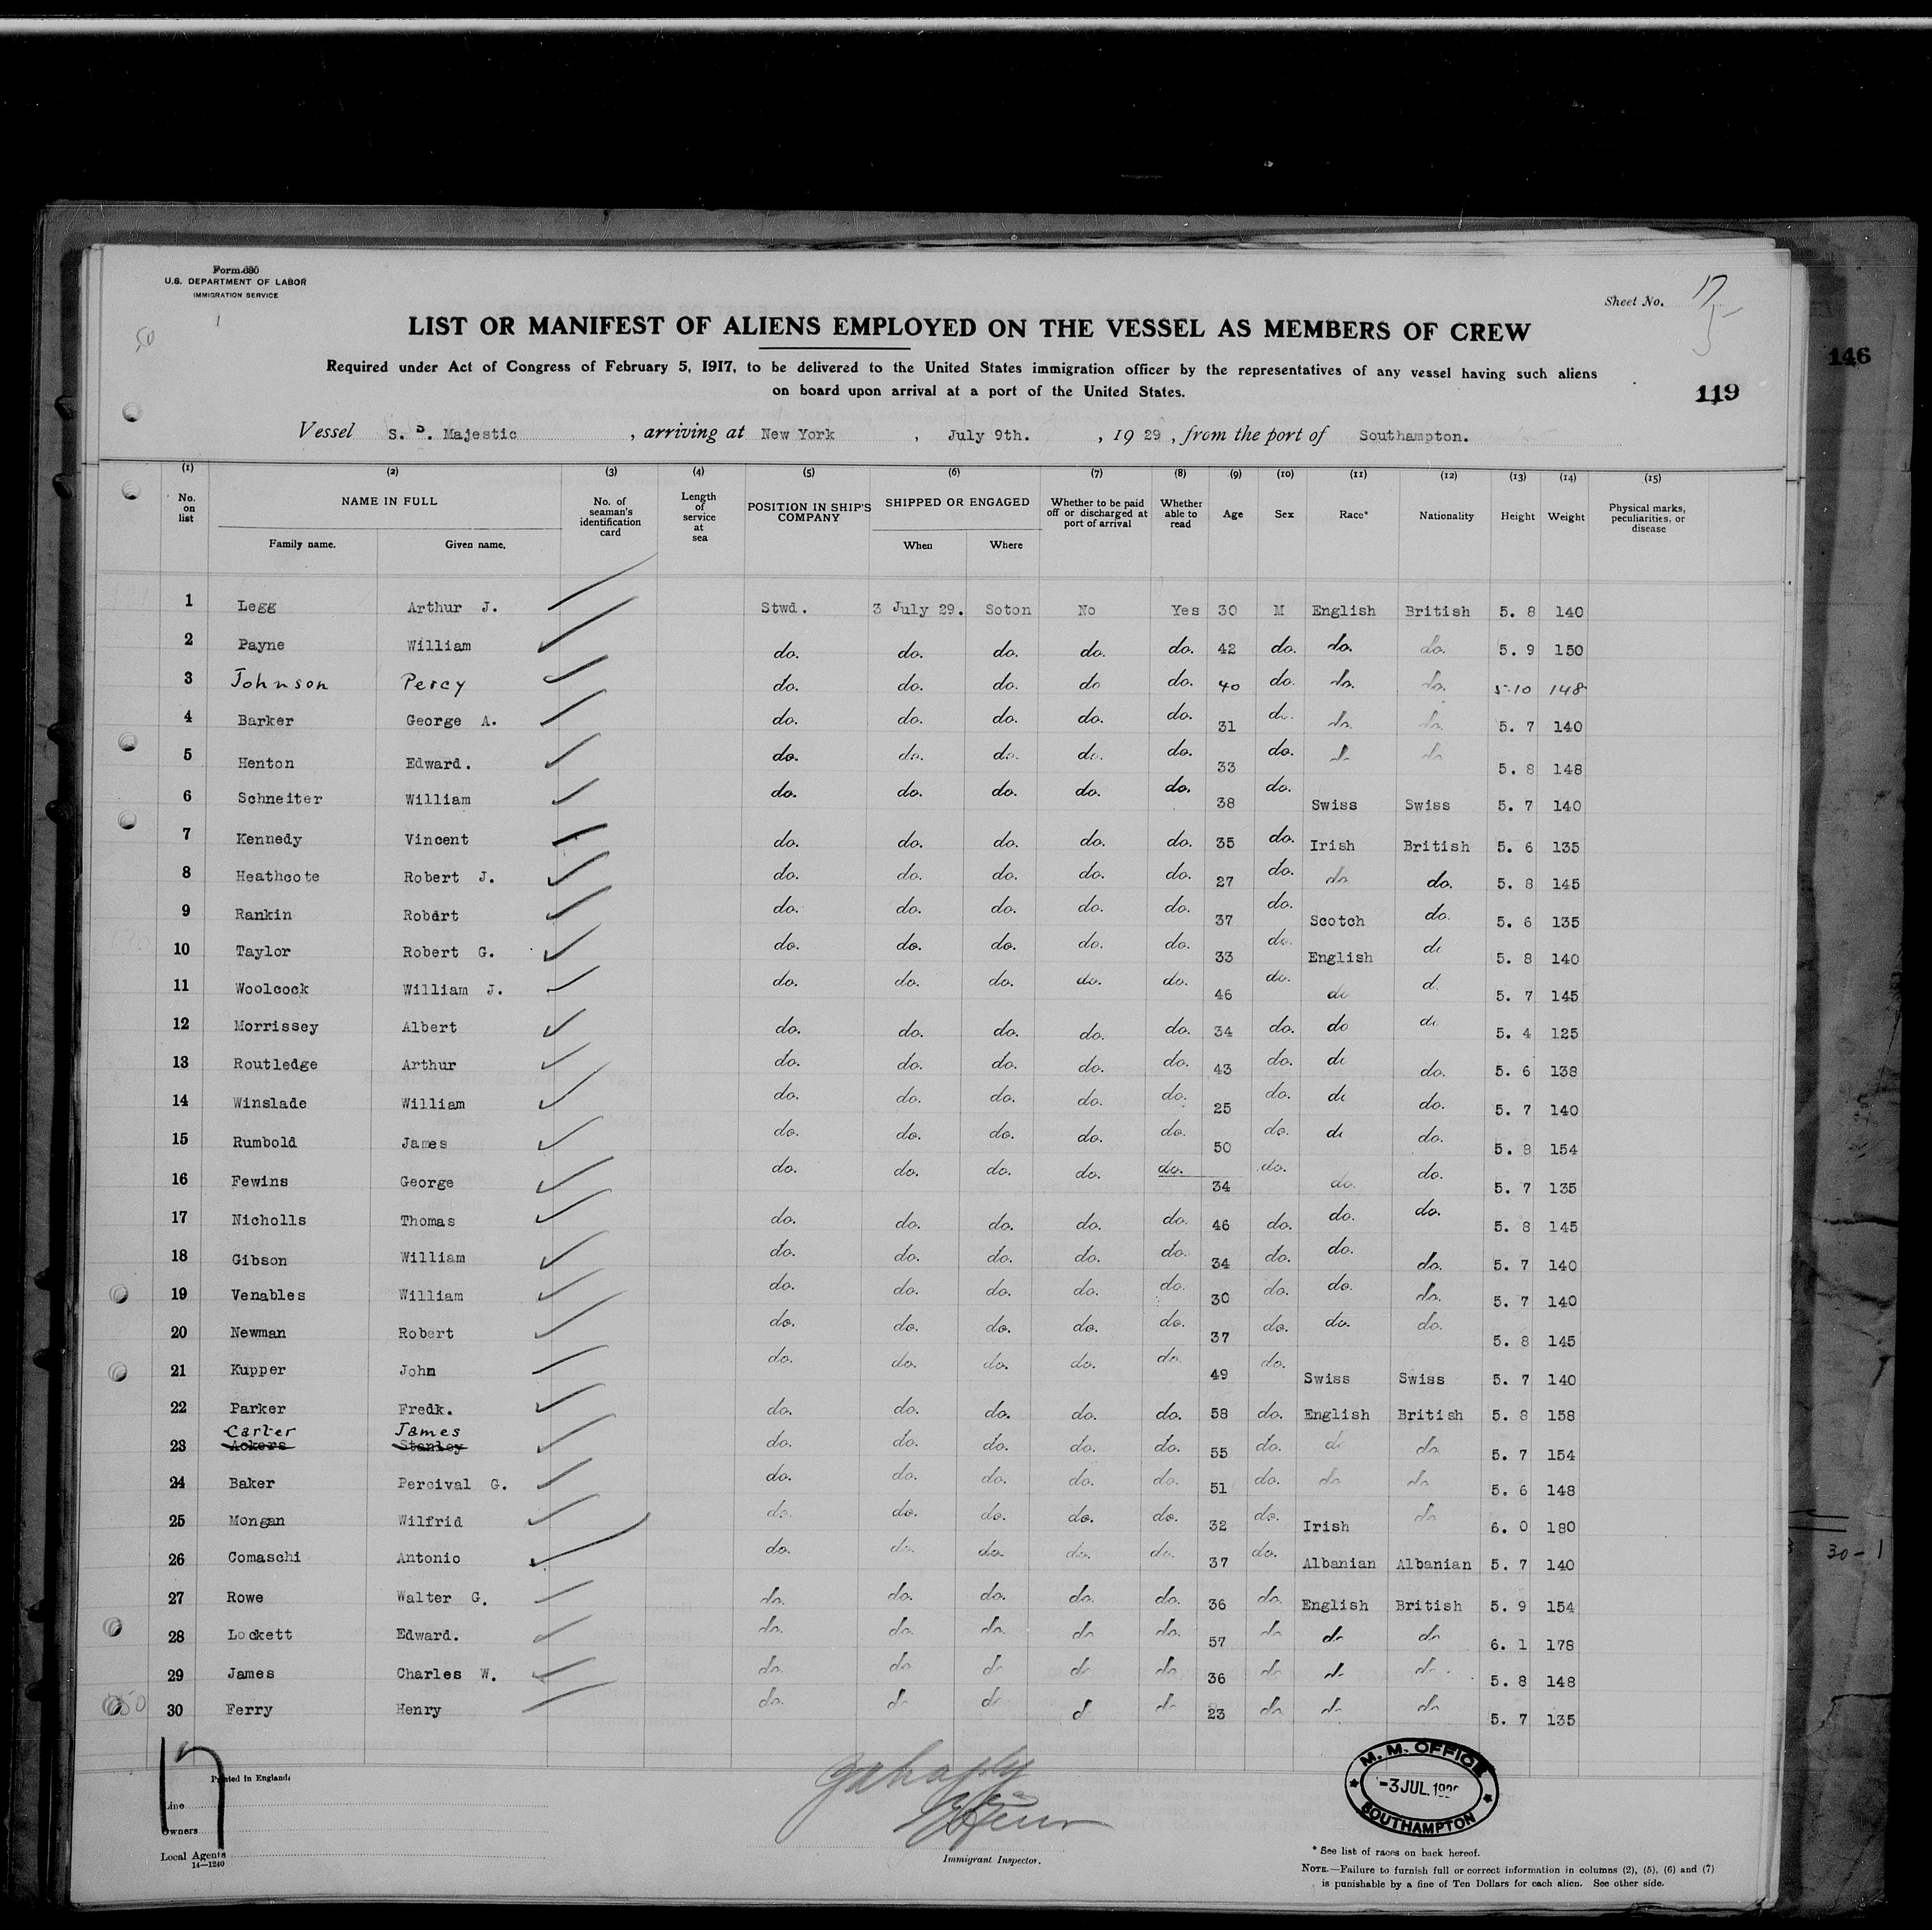 Form 680
U.S. DEPARTMENT OF LABOR
IMMIGRATION SERVICE
Sheet No. 17
LIST OR MANIFEST OF ALIENS EMPLOYED ON THE VESSEL AS MEMBERS OF CREW
Required under Act of Congress of February 5, 1917, to be delivered to the United States immigration officer by the representatives of any vessel having such aliens
on board upon arrival at a port of the United States.
146
119
Vessel S. S. Majestic, arriving at New York, July 9th., 1929, from the port of Southampton.
(1) (2) (3) (4) (5) (6) (7) (8) (9) (10) (11) (12) (13) (14) (15)
No. on list NAME IN FULL Family name. Given name. No. of seaman's identification card Length of service at sea POSITION IN SHIP'S COMPANY SHIPPED OR ENGAGED When Where Whether to be paid off or discharged at port of arrival Whether able to read Age Sex Race* Nationality Height Weight Physical marks, peculiarities, or disease
1 Legg Arthur J. Stwd. 3 July 29. Soton No Yes 30 M English British 5. 8 140
2 Payne William do. do. do. do. do. 42 do. do. do. 5. 9 150
3 Johnson Percy do. do. do. do do. 40 do. do. do. 5.10 148
4 Barker George A. do. do. do. do. do. 31 do. do. do. 5. 7 140
5 Henton Edward. do. do. do. do. do. 33 do. do do 5. 8 148
6 Schneiter William do. do. do. do. do. 38 do. Swiss Swiss 5. 7 140
7 Kennedy Vincent do. do. do. do. do. 35 do. Irish British 5. 6 135
8 Heathcote Robert J. do. do. do. do. do. 27 do. do do. 5. 8 145
9 Rankin Robdrt do. do. do. do. do. 37 do. Scotch do. 5. 6 135
10 Taylor Robert G. do. do. do. do. do. 33 do. English do 5. 8 140
11 Woolcock William J. do. do. do. do. do. 46 do. do d. 5. 7 145
12 Morrissey Albert do. do. do. do. do. 34 do. do do 5. 4 125
13 Routledge Arthur do. do. do. do. do. 43 do. do do. 5. 6 138
14 Winslade William do. do. do. do. do. 25 do. do do. 5. 7 140
15 Rumbold James do. do. do. do. do. 50 do. do do. 5. 8 154
16 Fewins George do. do. do. do. do. 34 do. do. do. 5. 7 135
17 Nicholls Thomas do. do. do. do. do. 46 do. do. do. 5. 8 145
18 Gibson William do. do. do. do. do. 34 do. do. do. 5. 7 140
19 Venables William do. do. do. do. do. 30 do. do. do. 5. 7 140
20 Newman Robert do. do. do. do. do. 37 do. do. do. 5. 8 145
21 Kupper John do. do. do. do. do. 49 do. Swiss Swiss 5. 7 140
22 Parker Fredk. do. do. do. do. do. 58 do. English British 5. 8 158
Carter James
23 Ackers Stanley do. do. do. do. do. 55 do. do do 5. 7 154
24 Baker Percival G. do. do. do. do. do. 51 do. do do 5. 6 148
25 Mongan Wilfrid do. do. do. do. do. 32 do. Irish do 6. 0 180
26 Comaschi Antonio do. do. do. do. do. 37 do. Albanian Albanian 5. 7 140
30-1
27 Rowe Walter G. do. do. do. do. do. 36 do. English British 5. 9 154
28 Lockett Edward. do. do. do. do do. 57 do do do 6. 1 178
29 James Charles W. do. do do do do 36 do do do. 5. 8 148
30 Ferry Henry do. do do d do 23 do do do 5. 7 135
17
Printed in England.
Line
Owners
Local Agents
14—1240
Immigrant Inspector.
M. M. OFFICE
-3 JUL. 192
SOUTHAMPTON
* See list of races on back hereof.
NOTE.—Failure to furnish full or correct information in columns (2), (5), (6) and (7)
is punishable by a fine of Ten Dollars for each alien. See other side.